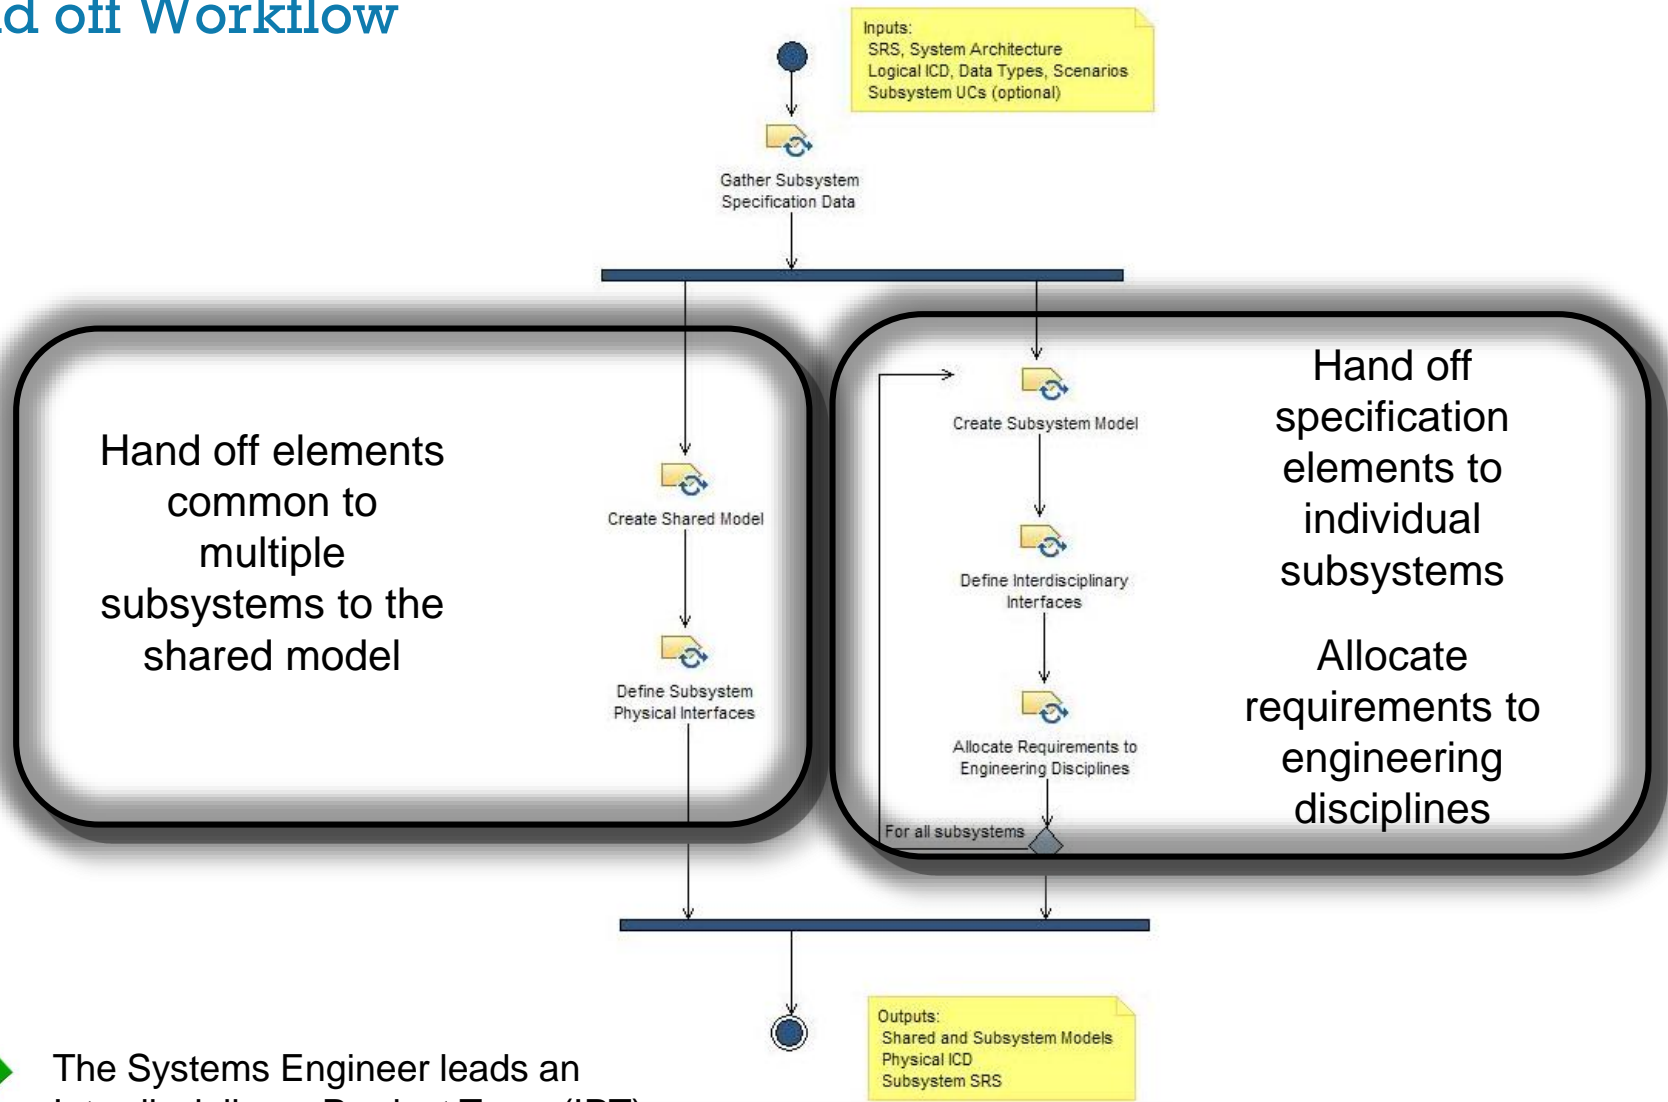 d off Workflow
Inputs:
SRS, System Architecture
Logical ICD, Data Types, Scenarios
Subsystem UCs (optional)
Gather Subsystem
Specification Data
Hand off elements
common to
multiple
subsystems to the
shared model
Create Shared Model
Define Subsystem
Physical Interfaces
Create Subsystem Model
Define Interdisciplinary
Interfaces
Allocate Requirements to
Engineering Disciplines
For all subsystems
Hand off
specification
elements to
individual
subsystems
Allocate
requirements to
engineering
disciplines
Outputs:
Shared and Subsystem Models
Physical ICD
Subsystem SRS
The Systems Engineer leads an